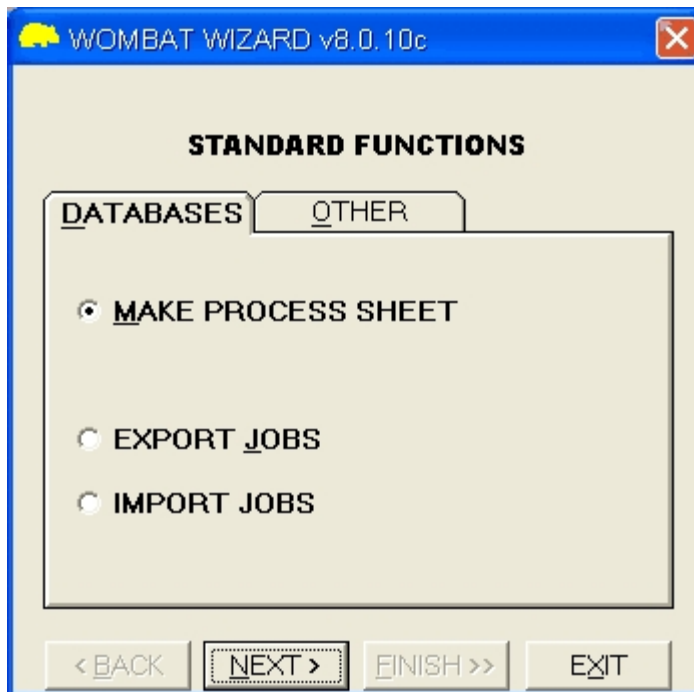 WOMBAT WIZARD v8.0.10c
STANDARD FUNCTIONS
DATABASES OTHER
MAKE PROCESS SHEET
EXPORT JOBS
IMPORT JOBS
< BACK NEXT > FINISH >> EXIT